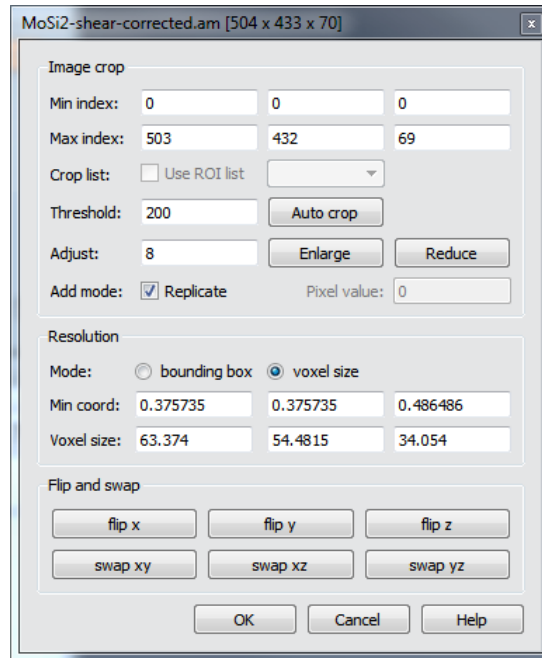 MoSi2-shear-corrected.am [504 x 433 x 70] x
Image crop
Min index: 0 0 0
Max index: 503 432 69
Crop list: Use ROI list
Threshold: 200 Auto crop
Adjust: 8 Enlarge Reduce
Add mode: Replicate Pixel value: 0
Resolution
Mode: bounding box voxel size
Min coord: 0.375735 0.375735 0.486486
Voxel size: 63.374 54.4815 34.054
Flip and swap
flip x flip y flip z
swap xy swap xz swap yz
OK Cancel Help